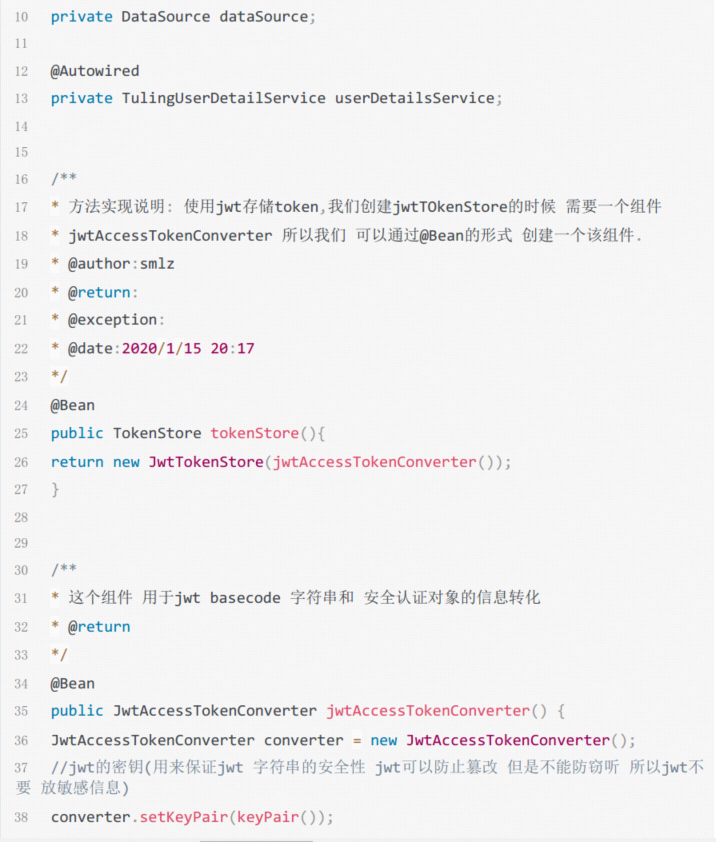 10 private DataSource dataSource;
11
12 @Autowired
13 private TulingUserDetailService userDetailsService;
14
15
16 /**
17 * 方法实现说明: 使用jwt存储token,我们创建jwtTOkenStore的时候 需要一个组件
18 * jwtAccessTokenConverter 所以我们 可以通过@Bean的形式 创建一个该组件.
19 * @author:smlz
20 * @return:
21 * @exception:
22 * @date:2020/1/15 20:17
23 */
24 @Bean
25 public TokenStore tokenStore(){
26 return new JwtTokenStore(jwtAccessTokenConverter());
27 }
28
29
30 /**
31 * 这个组件 用于jwt basecode 字符串和 安全认证对象的信息转化
32 * @return
33 */
34 @Bean
35 public JwtAccessTokenConverter jwtAccessTokenConverter() {
36 JwtAccessTokenConverter converter = new JwtAccessTokenConverter();
37 //jwt的密钥(用来保证jwt 字符串的安全性 jwt可以防止篡改 但是不能防窃听 所以jwt不
要 放敏感信息)
38 converter.setKeyPair(keyPair());